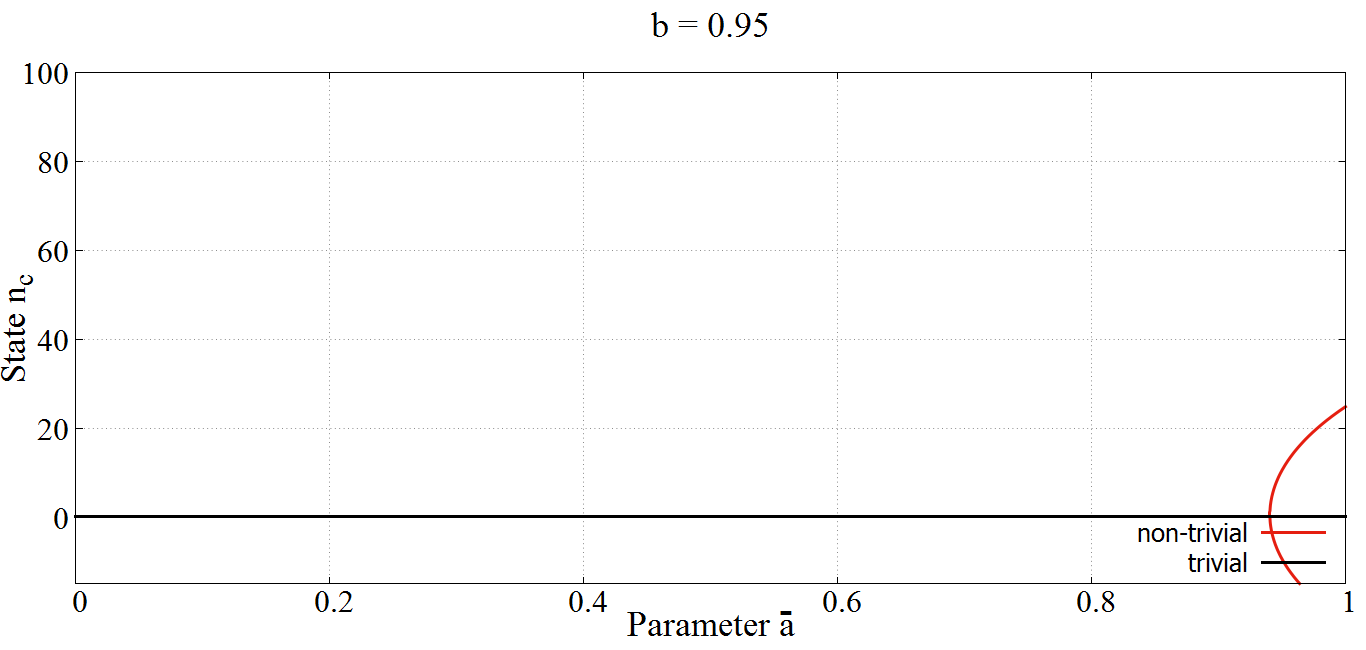 b = 0.95
100
80
60
40
20
0
State n_c
non-trivial
trivial
0 0.2 0.4 0.6 0.8 1
Parameter ā